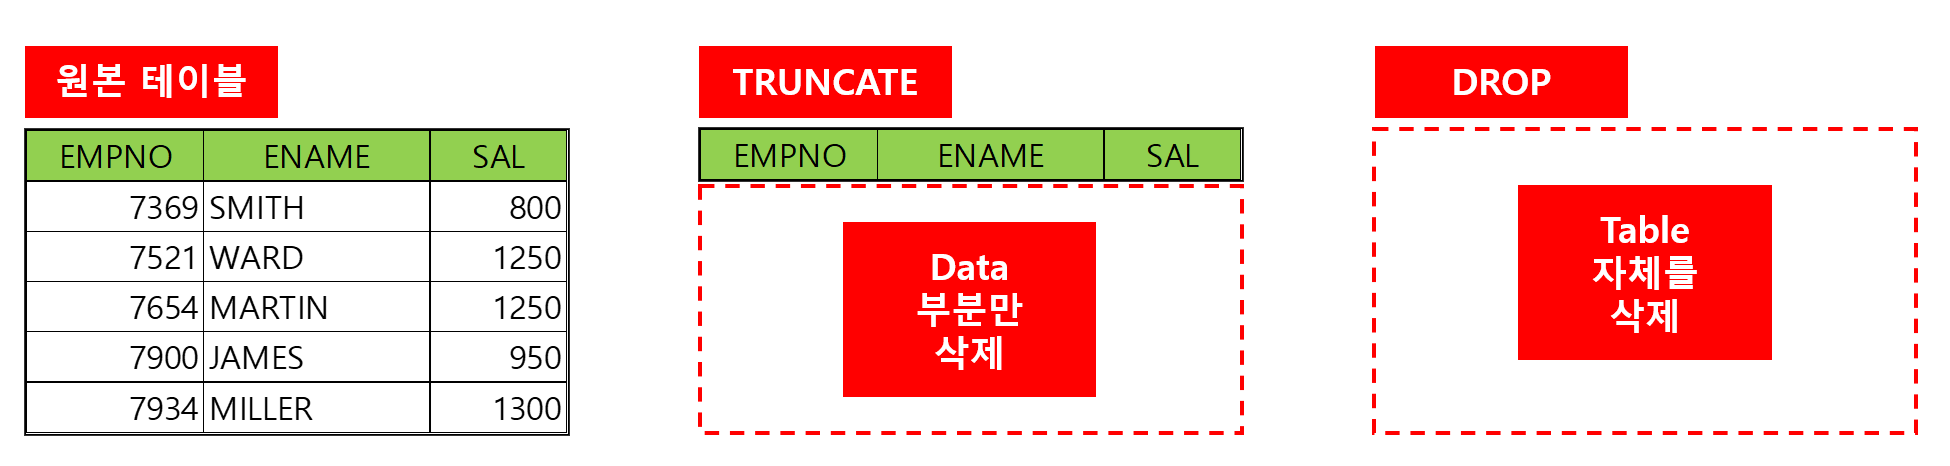 원본 테이블
EMPNO ENAME SAL
7369 SMITH 800
7521 WARD 1250
7654 MARTIN 1250
7900 JAMES 950
7934 MILLER 1300
TRUNCATE
EMPNO ENAME SAL
Data
부분만
삭제
DROP
Table
자체를
삭제